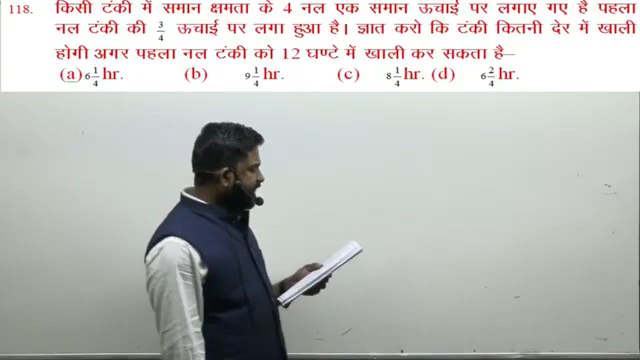 118. किसी टंकी में समान क्षमता के 4 नल एक समान ऊचाई पर लगाए गए है पहला
नल टंकी की 3/4 ऊचाई पर लगा हुआ है। ज्ञात करो कि टंकी कितनी देर में खाली
होगी अगर पहला नल टंकी को 12 घण्टे में खाली कर सकता है–
(a) 6 1/4 hr. (b) 9 1/4 hr. (c) 8 1/4 hr. (d) 6 2/4 hr.